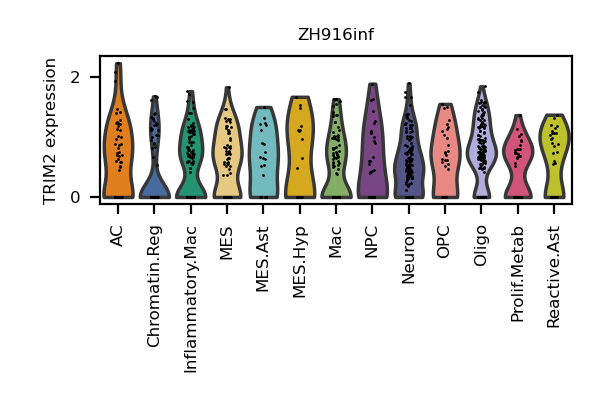 ZH916inf
TRIM2 expression
2
0
AC
Chromatin.Reg
Inflammatory.Mac
MES
MES.Ast
MES.Hyp
Mac
NPC
Neuron
OPC
Oligo
Prolif.Metab
Reactive.Ast